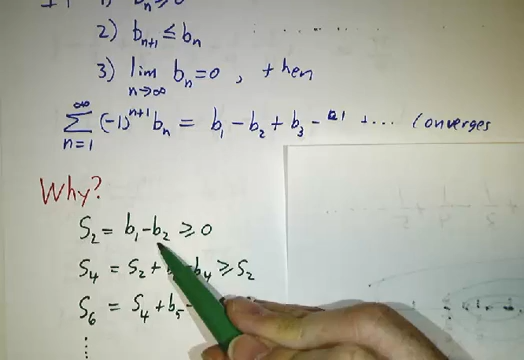 2) b_{n+1} ≤ b_n
3) lim_{n→∞} b_n = 0, then
∞∑_{n=1} (-1)^{n+1} b_n = b_1 - b_2 + b_3 - + ... converges
Why?
S_2 = b_1 - b_2 ≥ 0
S_4 = S_2 + b_4 ≥ S_2
S_6 = S_4 + b_5 -
⋮